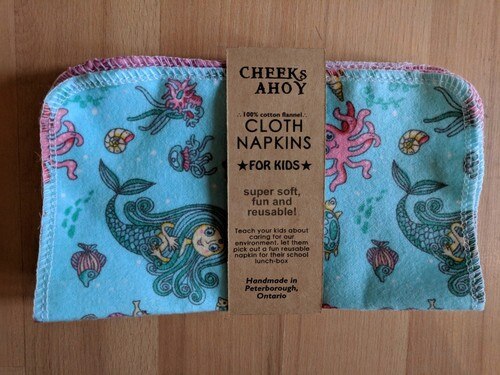 CHEEKS
AHOY
100% cotton flannel
CLOTH
NAPKINS
★FOR KIDS★
super soft,
fun and
reusable!
Teach your kids about
caring for our
environment. let them
pick out a fun reusable
napkin for their school
lunch-box
Handmade in
Peterborough,
Ontario